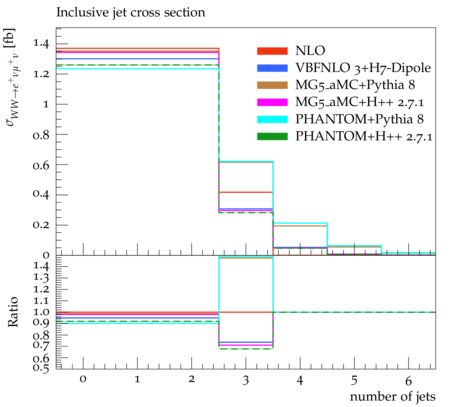 Inclusive jet cross section
σWW→e+νμ+ν [fb]
NLO
VBFNLO 3+H7-Dipole
MG5_aMC+Pythia 8
MG5_aMC+H++ 2.7.1
PHANTOM+Pythia 8
PHANTOM+H++ 2.7.1
1.4
1.2
1
0.8
0.6
0.4
0.2
0
Ratio
1.4
1.3
1.2
1.1
1.0
0.9
0.8
0.7
0.6
0.5
0 1 2 3 4 5 6
number of jets